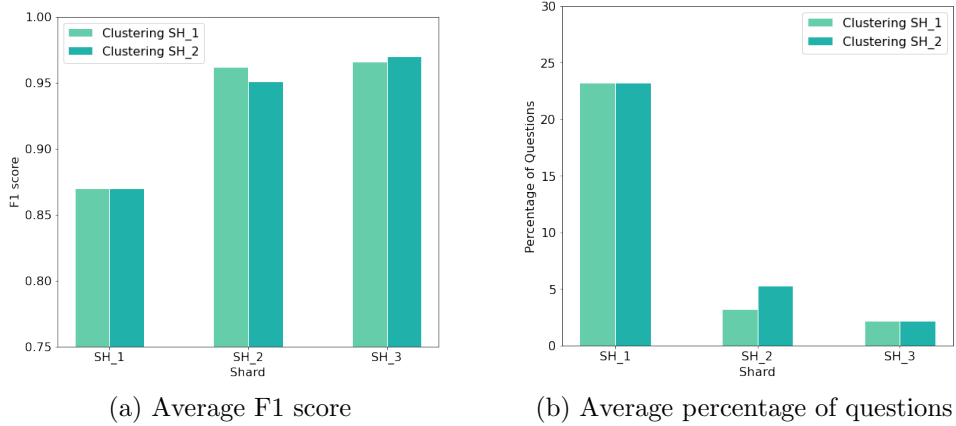 1.00
0.95
0.90
0.85
0.80
0.75
F1 score
Clustering SH_1
Clustering SH_2
SH_1
SH_2
SH_3
Shard
(a) Average F1 score
30
25
20
15
10
5
0
Percentage of Questions
Clustering SH_1
Clustering SH_2
SH_1
SH_2
SH_3
Shard
(b) Average percentage of questions